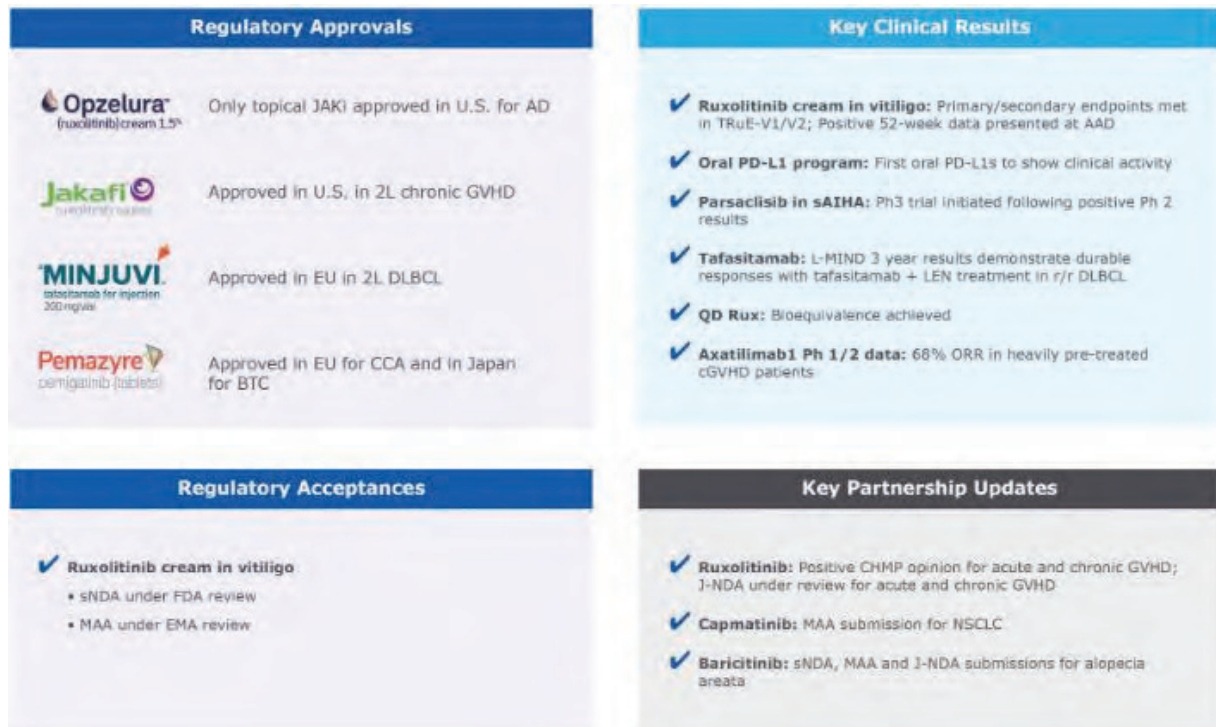 Regulatory Approvals
Opzelura™
(ruxolitinib) cream 1.5%
Only topical JAKi approved in U.S. for AD
Jakafi
Approved in U.S. in 2L chronic GVHD
MINJUVI
tafasitamab for injection
200 mg/vial
Approved in EU in 2L DLBCL
Pemazyre
pemigatinib (tablets)
Approved in EU for CCA and in Japan
for BTC
Key Clinical Results
✔ Ruxolitinib cream in vitiligo: Primary/secondary endpoints met
in TRuE-V1/V2; Positive 52-week data presented at AAD
✔ Oral PD-L1 program: First oral PD-L1s to show clinical activity
✔ Parsaclisib in sAIHA: Ph3 trial initiated following positive Ph 2
results
✔ Tafasitamab: L-MIND 3 year results demonstrate durable
responses with tafasitamab + LEN treatment in r/r DLBCL
✔ QD Rux: Bioequivalence achieved
✔ Axatilimab1 Ph 1/2 data: 68% ORR in heavily pre-treated
cGVHD patients
Regulatory Acceptances
✔ Ruxolitinib cream in vitiligo
• sNDA under FDA review
• MAA under EMA review
Key Partnership Updates
✔ Ruxolitinib: Positive CHMP opinion for acute and chronic GVHD;
J-NDA under review for acute and chronic GVHD
✔ Capmatinib: MAA submission for NSCLC
✔ Baricitinib: sNDA, MAA and J-NDA submissions for alopecia
areata